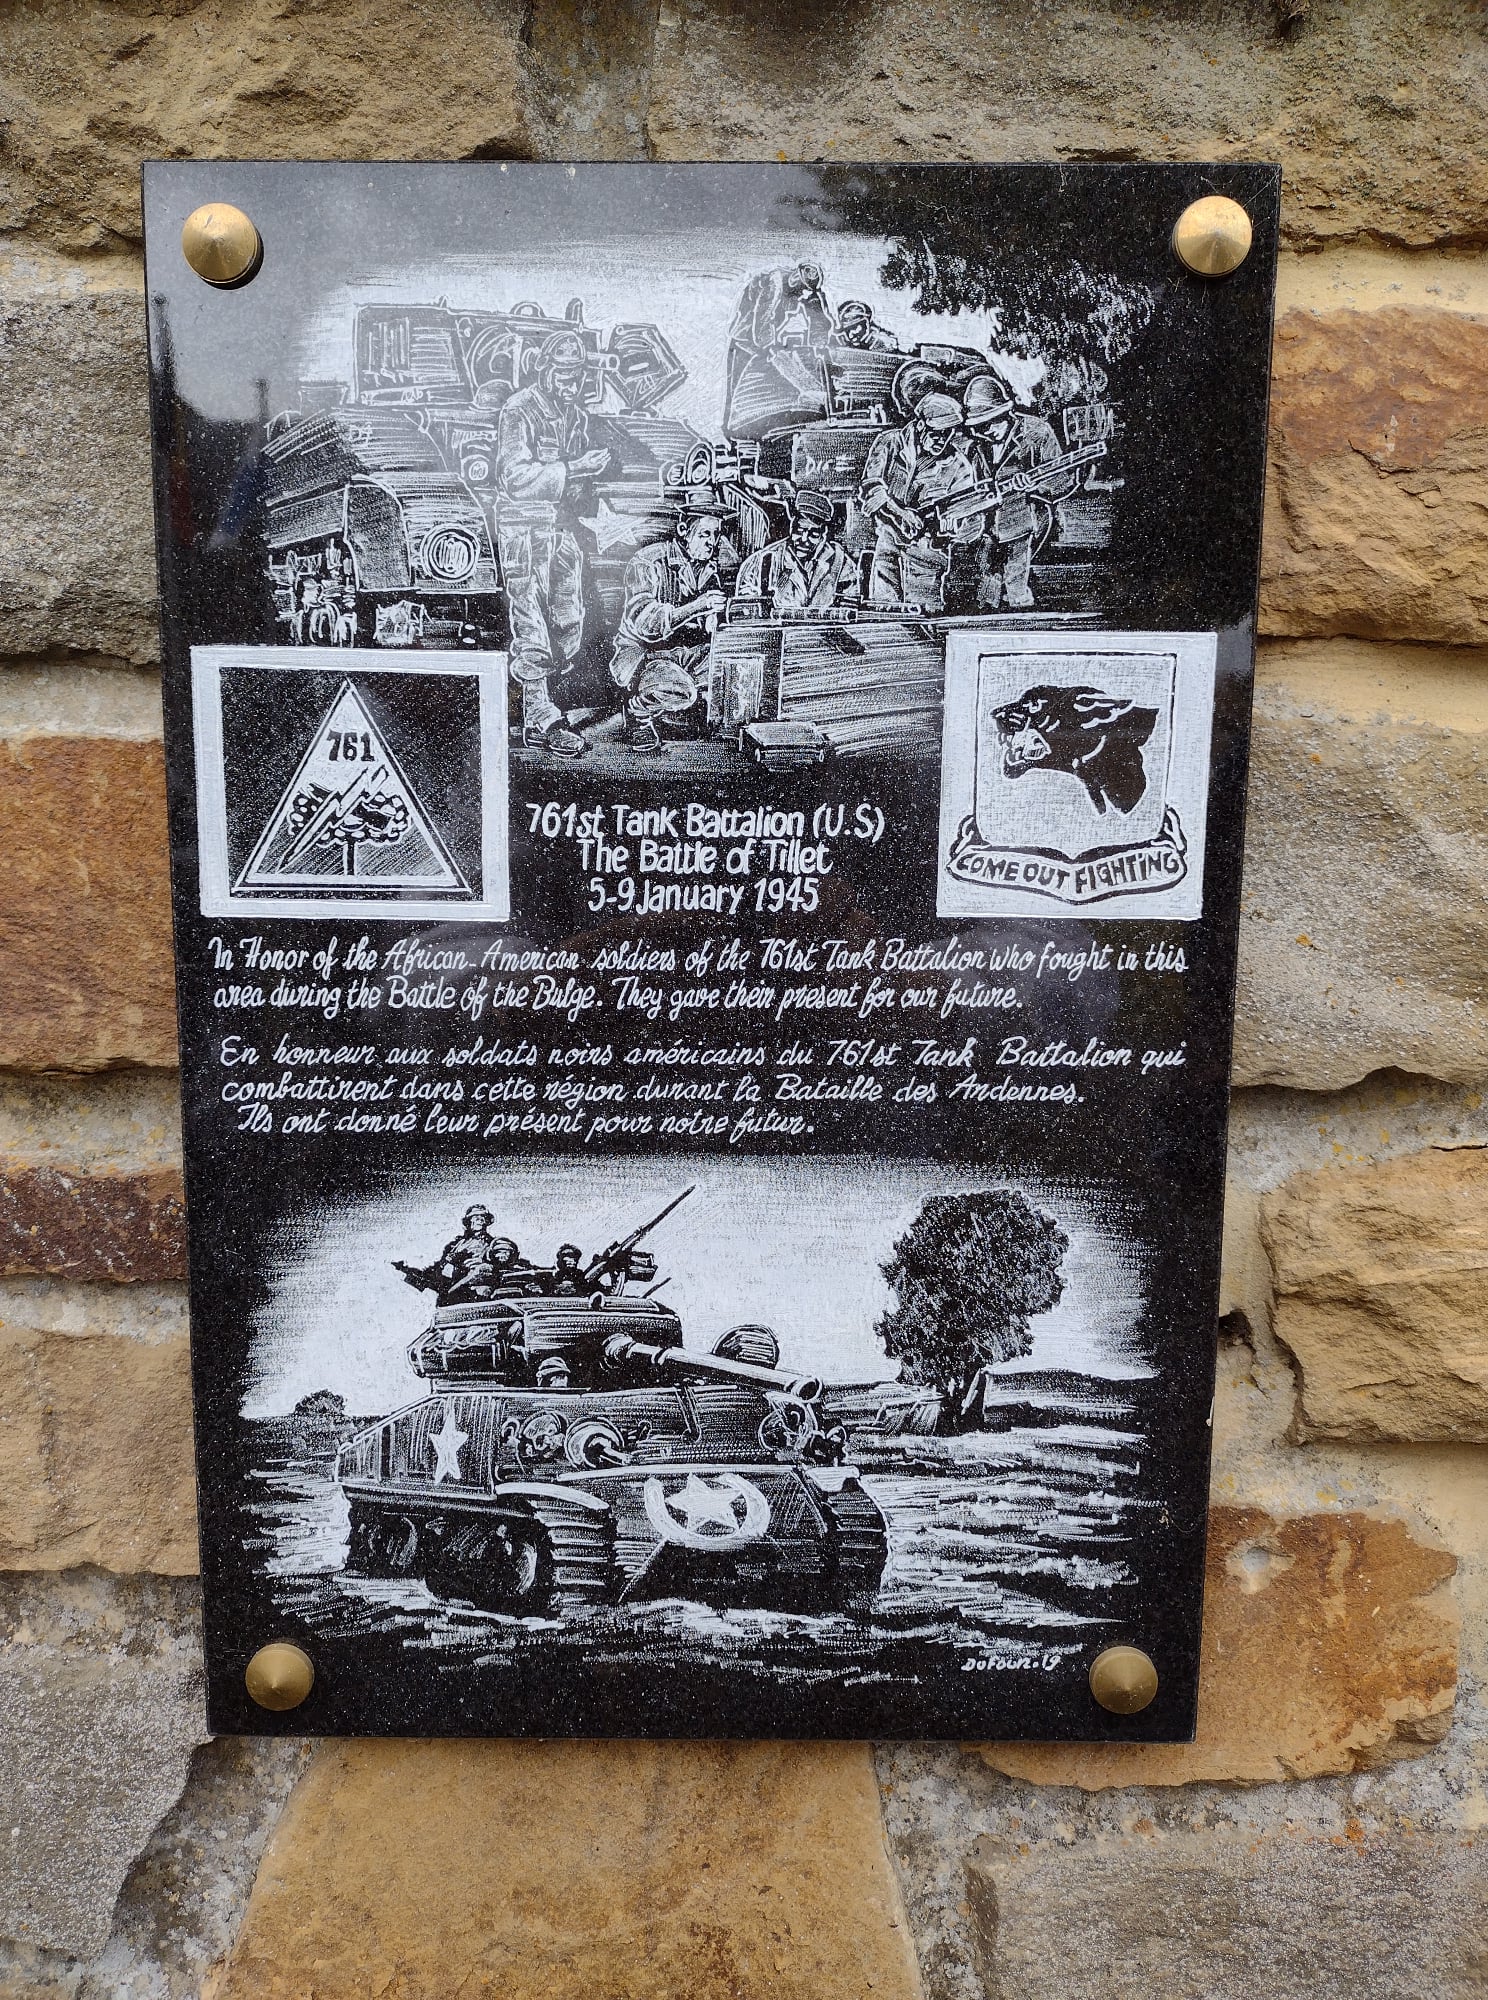 761
761st Tank Battalion (U.S)
The Battle of Tillet
5-9 January 1945
COME OUT FIGHTING
In Honor of the African-American soldiers of the 761st Tank Battalion who fought in this
area during the Battle of the Bulge. They gave their present for our future.
En honneur aux soldats noirs américains du 761st Tank Battalion qui
combattirent dans cette région durant la Bataille des Ardennes.
Ils ont donné leur présent pour notre futur.
Dufour.19